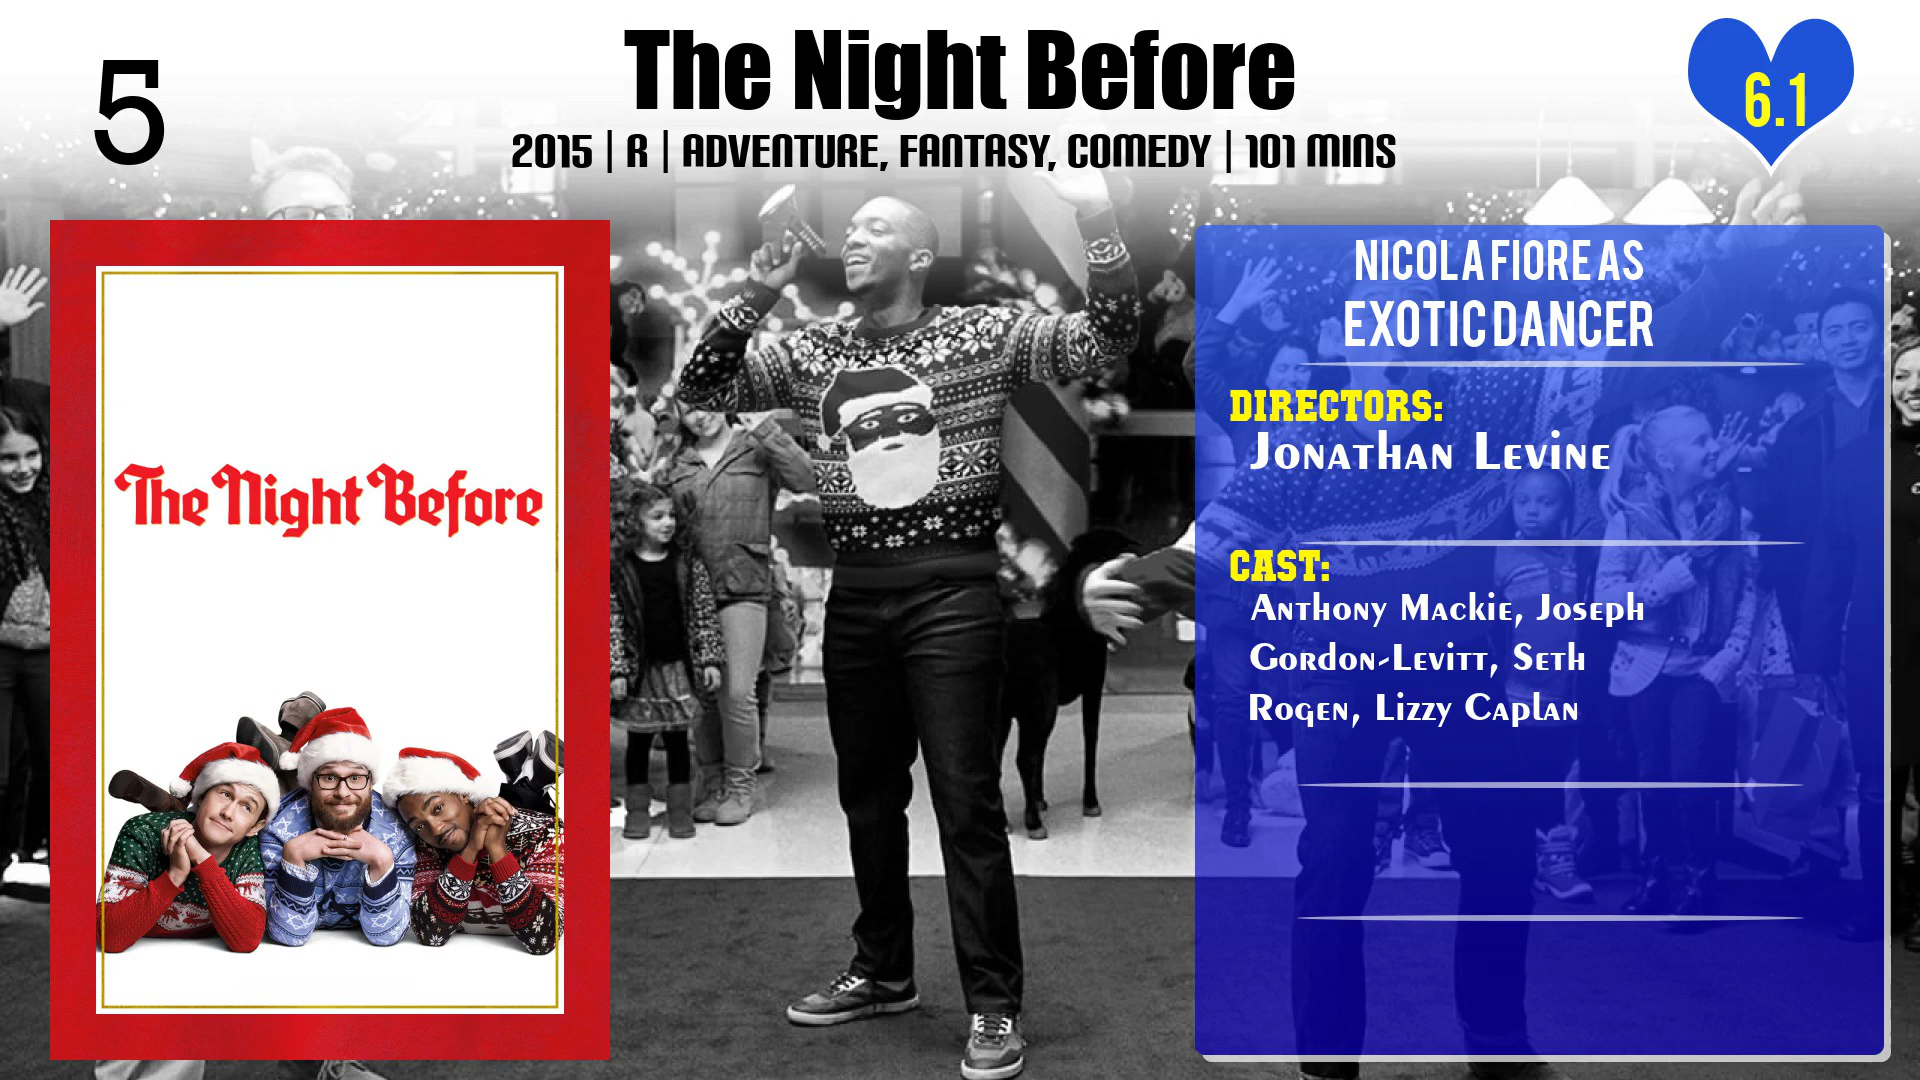 5
The Night Before
2015 | R | ADVENTURE, FANTASY, COMEDY | 101 MINS
6.1
The Night Before
NICOLA FIORE AS
EXOTIC DANCER
DIRECTORS:
Jonathan Levine
CAST:
Anthony Mackie, Joseph
Gordon-Levitt, Seth
Rogen, Lizzy Caplan